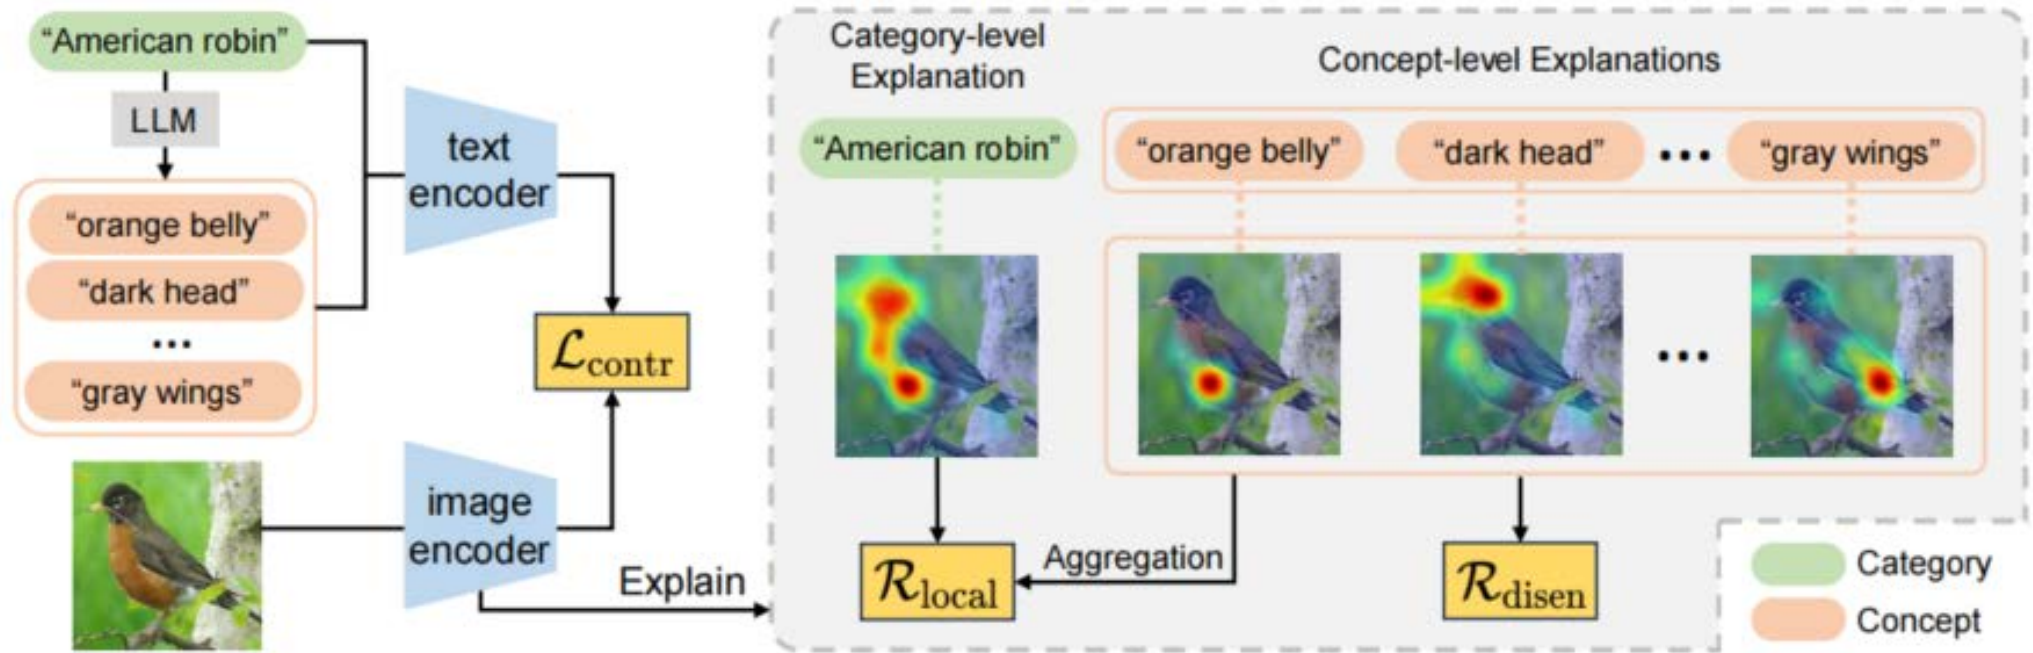 “American robin”
LLM
“orange belly”
“dark head”
...
“gray wings”
text
encoder
image
encoder
ℒcontr
Explain
Category-level
Explanation
Concept-level Explanations
“American robin”
“orange belly”
“dark head”
...
“gray wings”
...
Aggregation
ℛlocal
ℛdisen
Category
Concept